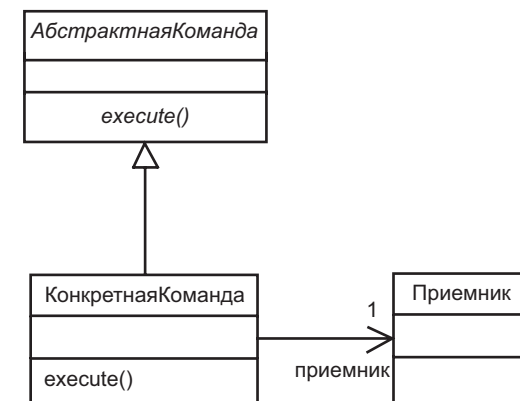 АбстрактнаяКоманда
execute()
КонкретнаяКоманда
execute()
1
приемник
Приемник